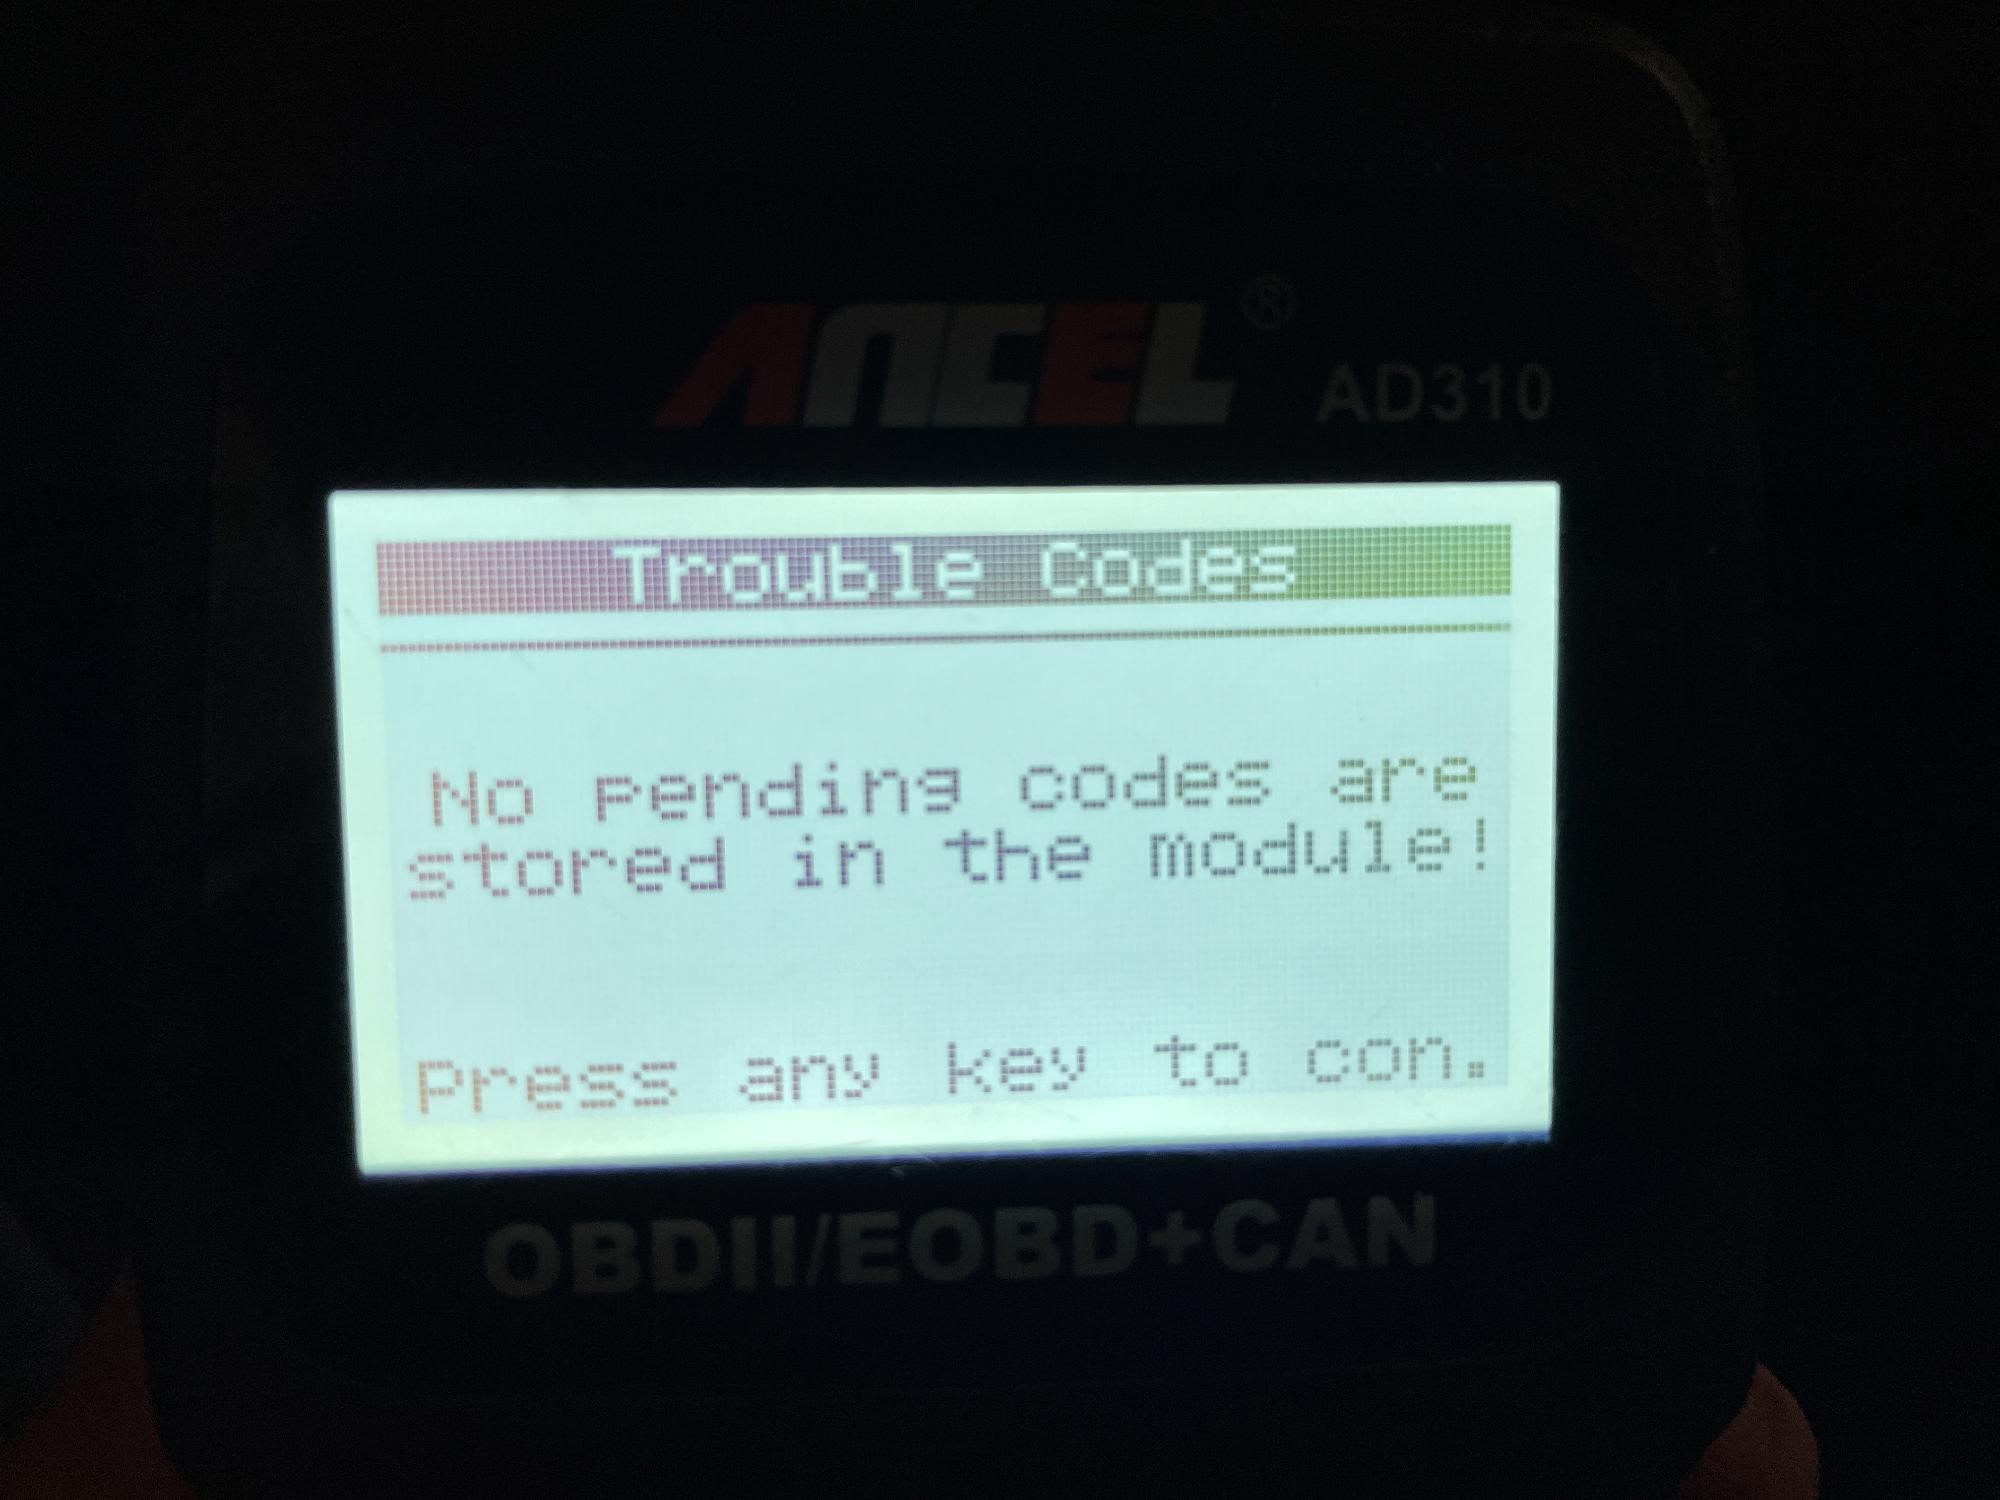 ANCEL®
AD310
Trouble Codes
No pending codes are
stored in the module!
Press any key to con.
OBDII/EOBD+CAN